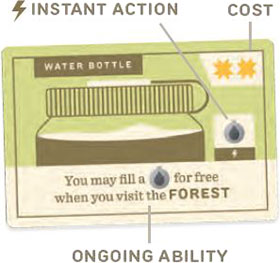 INSTANT ACTION
COST
WATER BOTTLE
You may fill a for free
when you visit the FOREST
ONGOING ABILITY